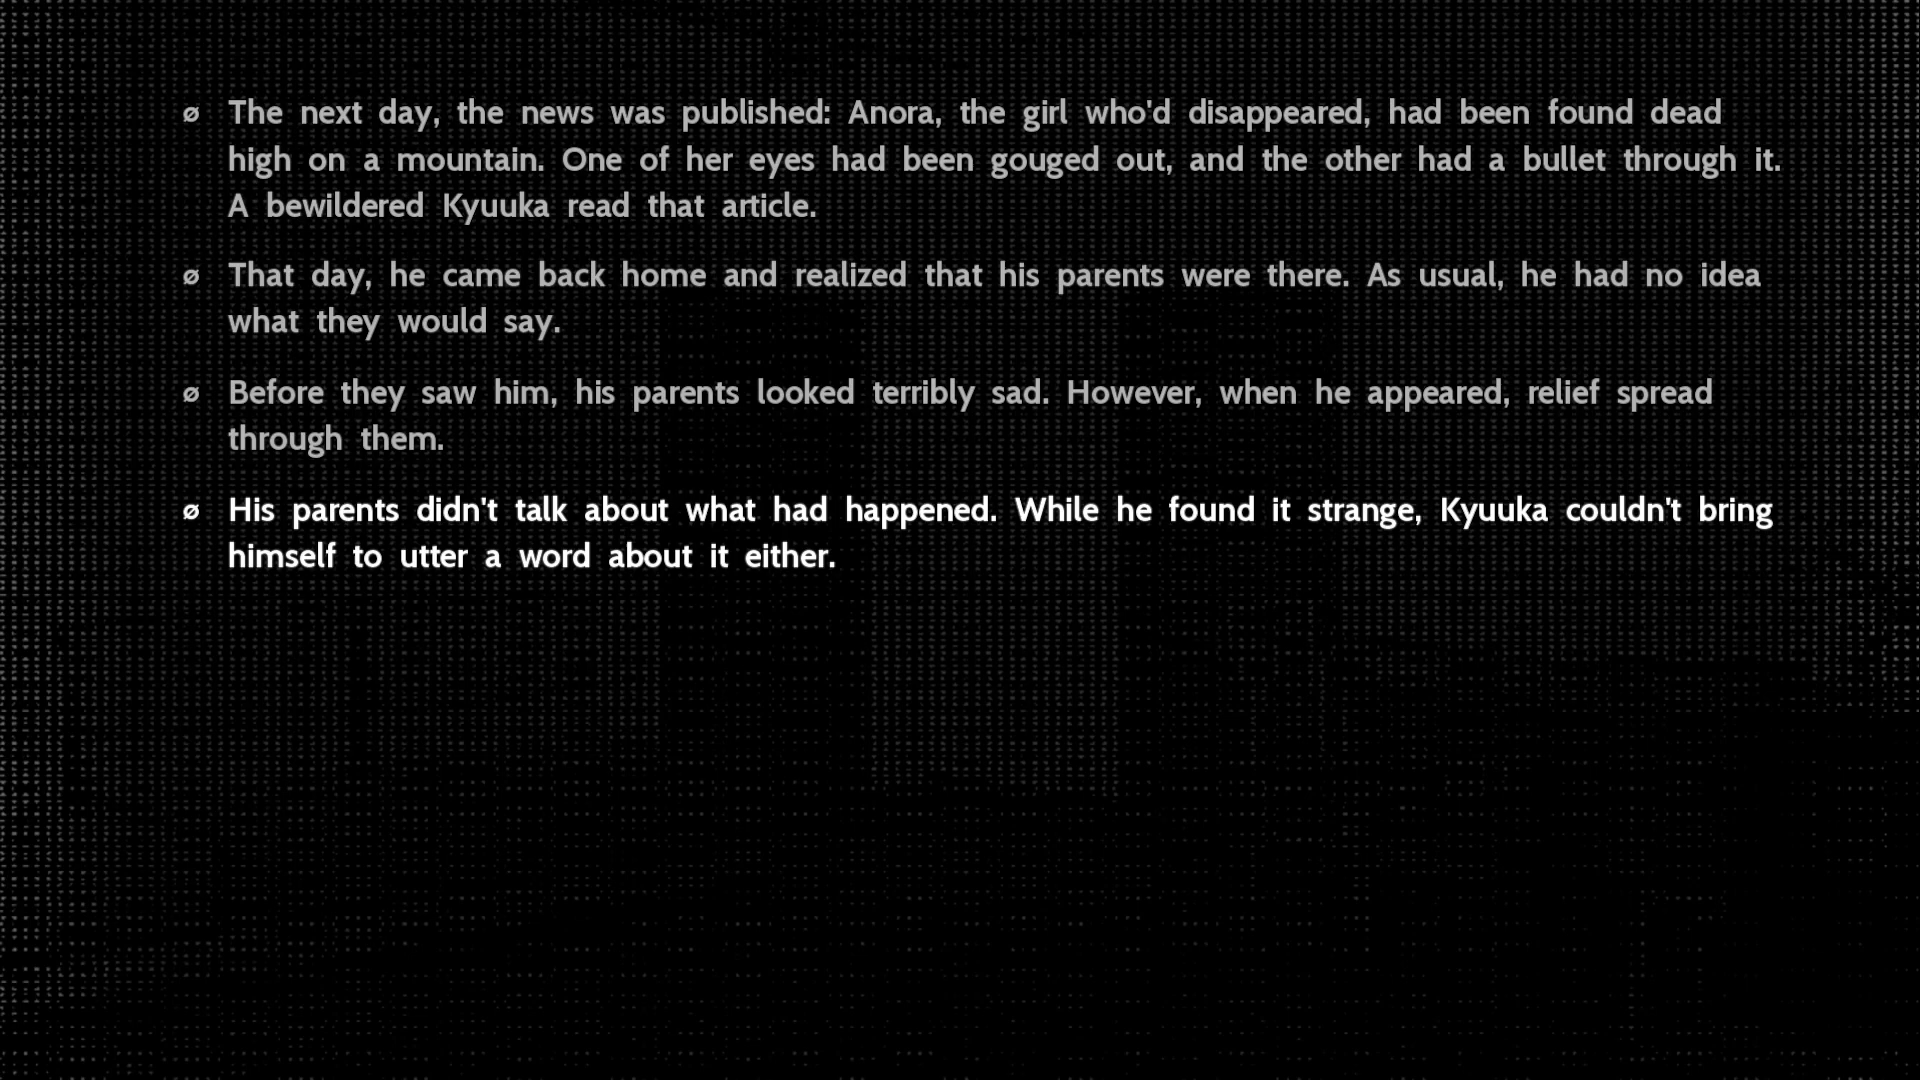 ø The next day, the news was published: Anora, the girl who'd disappeared, had been found dead
high on a mountain. One of her eyes had been gouged out, and the other had a bullet through it.
A bewildered Kyuuka read that article.
ø That day, he came back home and realized that his parents were there. As usual, he had no idea
what they would say.
ø Before they saw him, his parents looked terribly sad. However, when he appeared, relief spread
through them.
ø His parents didn't talk about what had happened. While he found it strange, Kyuuka couldn't bring
himself to utter a word about it either.